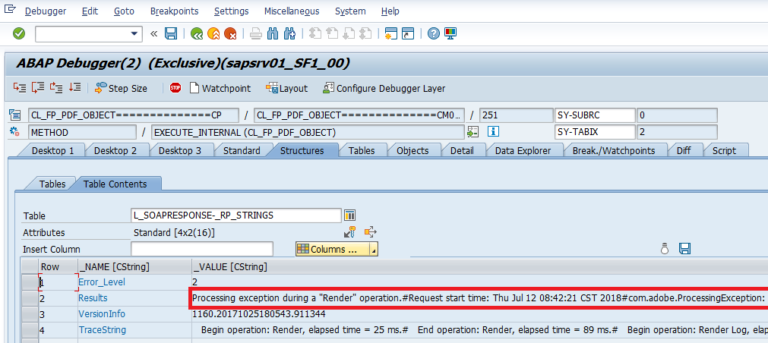 Debugger Edit Goto Breakpoints Settings Miscellaneous System Help
ABAP Debugger(2) (Exclusive)(sapsrv01_SF1_00)
Step Size Watchpoint Layout Configure Debugger Layer
CL_FP_PDF_OBJECT==============CP / CL_FP_PDF_OBJECT==============CM0... / 251 SY-SUBRC 0
METHOD / EXECUTE_INTERNAL (CL_FP_PDF_OBJECT) SY-TABIX 2
Desktop 1 Desktop 2 Desktop 3 Standard Structures Tables Objects Detail Data Explorer Break./Watchpoints Diff Script
Tables Table Contents
Table L_SOAPRESPONSE-_RP_STRINGS
Attributes Standard [4x2(16)]
Insert Column Columns ...
Row _NAME [CString] _VALUE [CString]
1 Error_Level 2
2 Results Processing exception during a "Render" operation.#Request start time: Thu Jul 12 08:42:21 CST 2018#com.adobe.ProcessingException:
3 VersionInfo 1160.20171025180543.911344
4 TraceString Begin operation: Render, elapsed time = 25 ms.# End operation: Render, elapsed time = 89 ms.# Begin operation: Render Log, elapsed